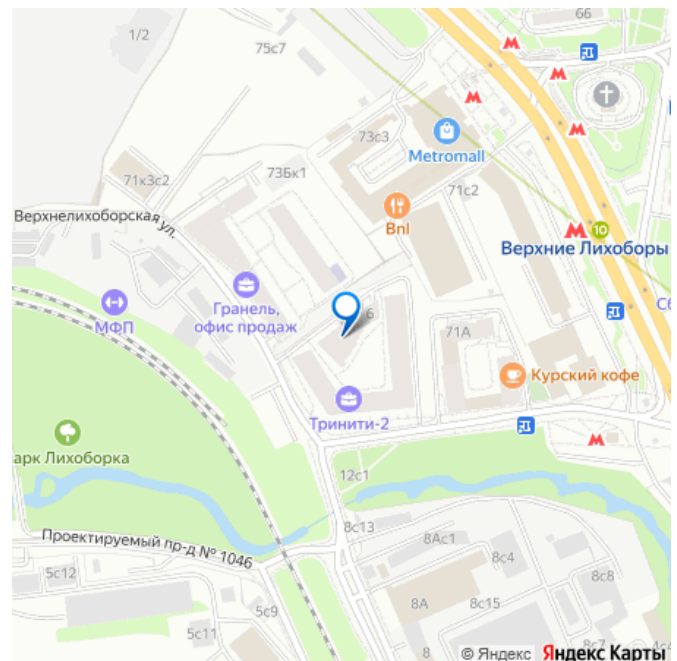 66
1/2
75с7
73с3
Metromall
73Бк1
71к3с2
71с2
Верхнелихоборская ул.
Bnl
10
Верхние Лихоборы
Гранель,
офис продаж
МФП
6
71А
Курский кофе
Тринити-2
арк Лихоборка
12с1
8с13
Проектируемый пр-д № 1046
8Ас1
8с4
5с12
8с8
8А
8с15
5с9
5с11
8
8с7
© Яндекс Яндекс Карты